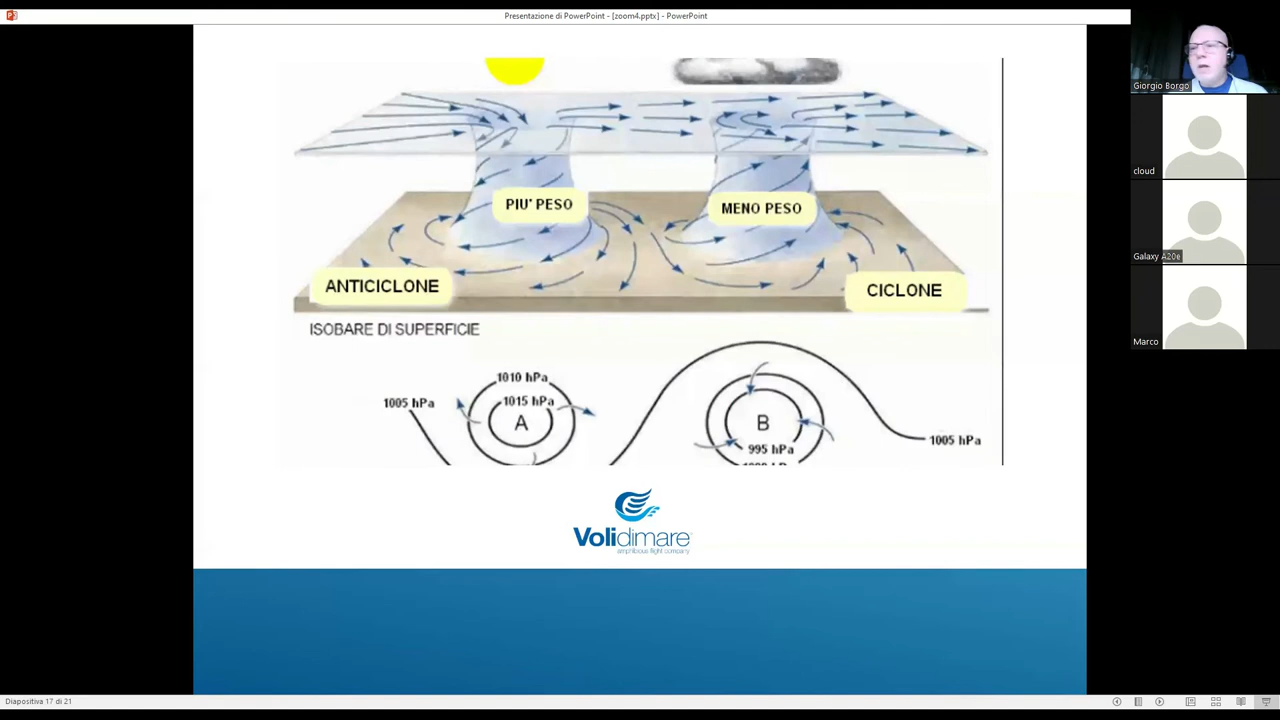 Presentazione di PowerPoint - [zoom4.pptx] - PowerPoint
Giorgio Borgo
cloud
Galaxy A20e
Marco
PIU' PESO
MENO PESO
ANTICICLONE
CICLONE
ISOBARE DI SUPERFICIE
1010 hPa
1005 hPa
1015 hPa
A
B
1005 hPa
995 hPa
Volidimare
amphibious flight company
Diapositiva 17 di 21